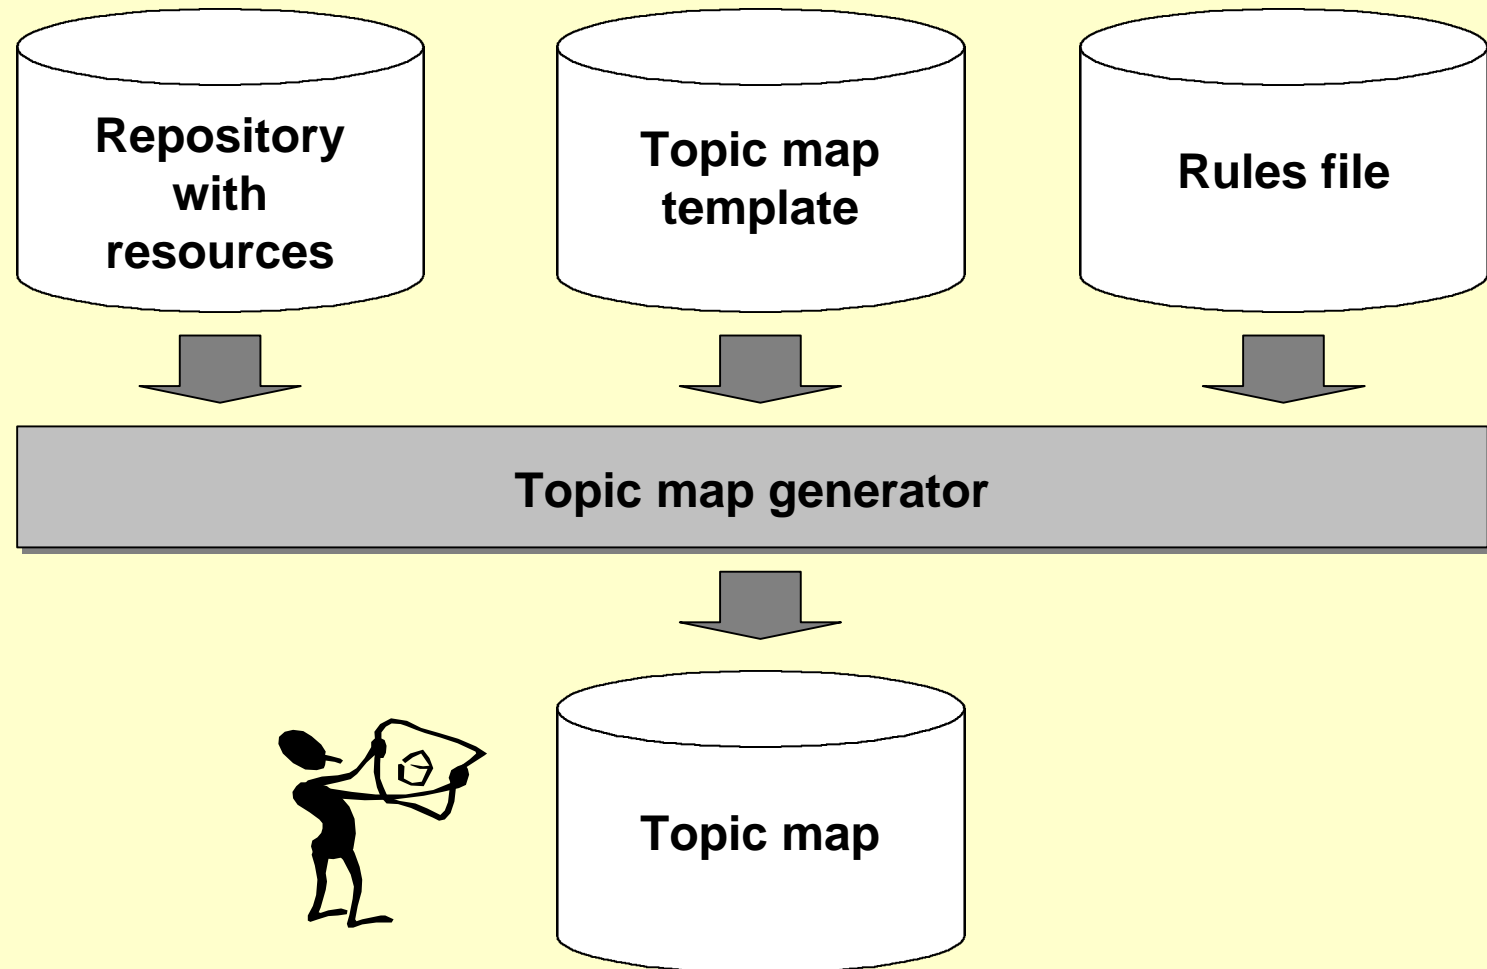 Repository
with
resources
Topic map
template
Rules file
Topic map generator
Topic map